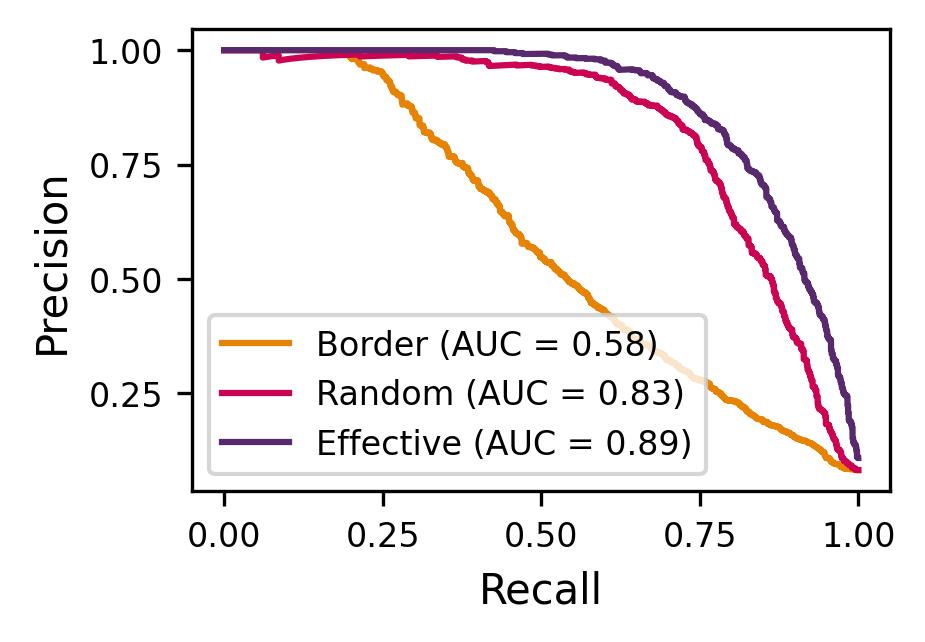 1.00
0.75
0.50
0.25
Precision
Border (AUC = 0.58)
Random (AUC = 0.83)
Effective (AUC = 0.89)
0.00 0.25 0.50 0.75 1.00
Recall